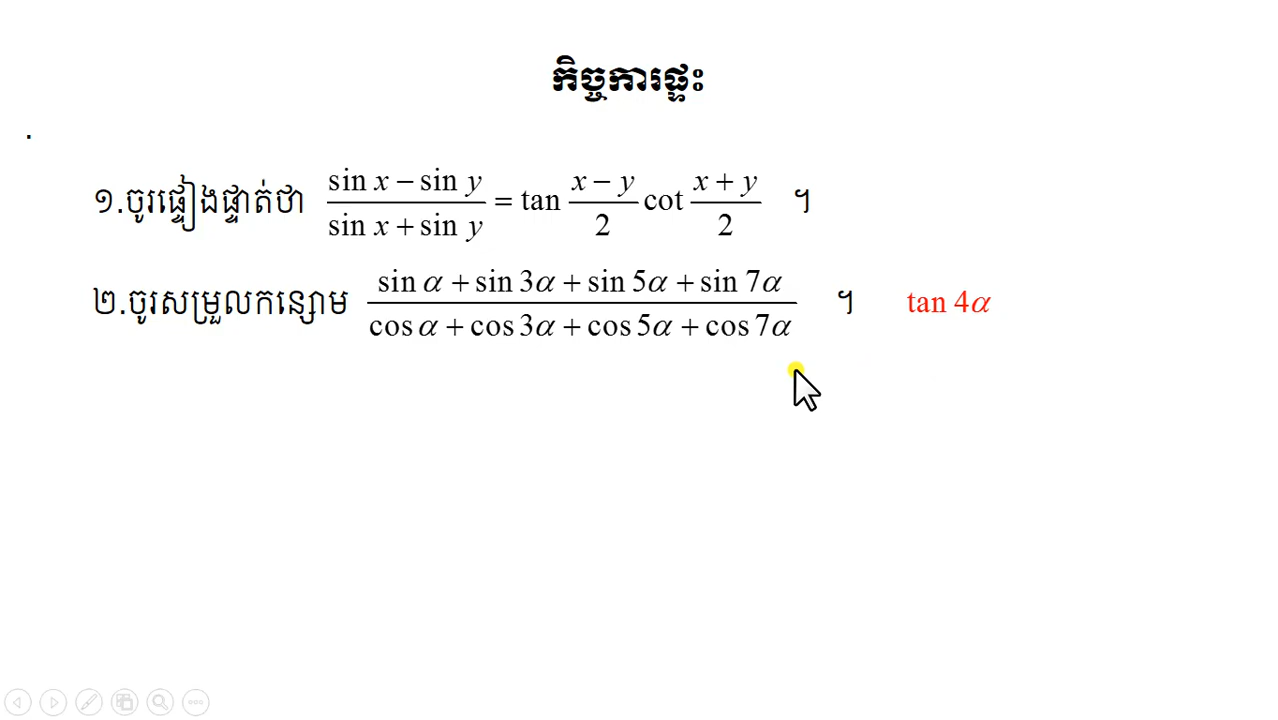 កិច្ចការផ្ទះ
.
១.ចូរផ្ទៀងផ្ទាត់ថា (sin x − sin y)/(sin x + sin y) = tan (x − y)/2 cot (x + y)/2 ។
២.ចូរសម្រួលកន្សោម (sin α + sin 3α + sin 5α + sin 7α)/(cos α + cos 3α + cos 5α + cos 7α) ។ tan 4α